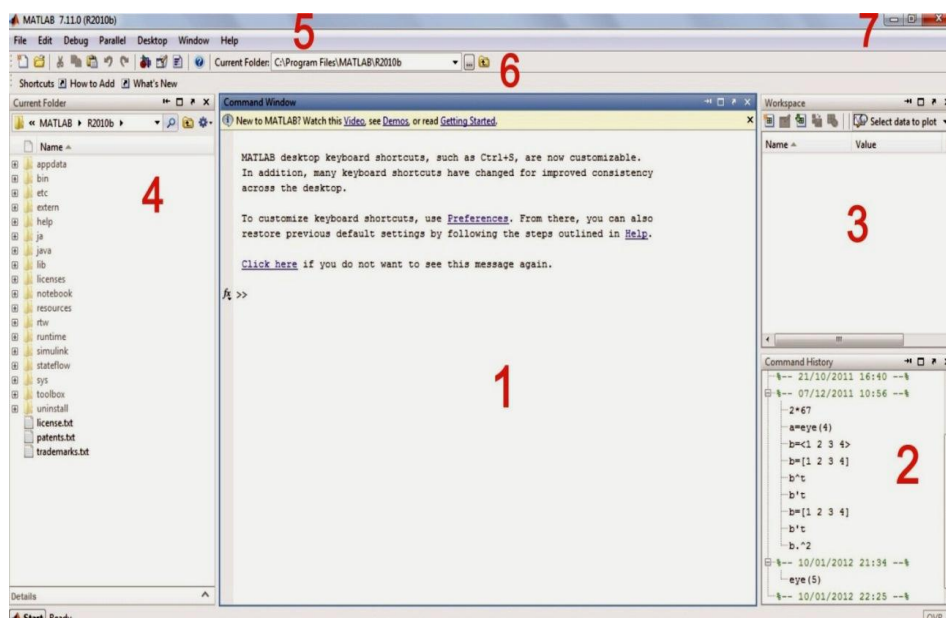 MATLAB 7.11.0 (R2010b)
5
7
File Edit Debug Parallel Desktop Window Help
Current Folder: C:\Program Files\MATLAB\R2010b
6
Shortcuts How to Add What's New
Current Folder
« MATLAB ▸ R2010b ▸
Name
appdata
bin
etc
extern
help
ja
java
lib
licenses
notebook
resources
rtw
runtime
simulink
stateflow
sys
toolbox
uninstall
license.txt
patents.txt
trademarks.txt
4
Details
Command Window
New to MATLAB? Watch this Video, see Demos, or read Getting Started.
MATLAB desktop keyboard shortcuts, such as Ctrl+S, are now customizable.
In addition, many keyboard shortcuts have changed for improved consistency
across the desktop.
To customize keyboard shortcuts, use Preferences. From there, you can also
restore previous default settings by following the steps outlined in Help.
Click here if you do not want to see this message again.
fx >>
1
Workspace
Select data to plot
Name Value
3
Command History
%-- 21/10/2011 16:40 --%
%-- 07/12/2011 10:56 --%
2*67
a=eye(4)
b=<1 2 3 4>
b=[1 2 3 4]
b^t
b't
b=[1 2 3 4]
b't
b.^2
%-- 10/01/2012 21:34 --%
eye(5)
%-- 10/01/2012 22:25 --%
2
Start Ready
OVR